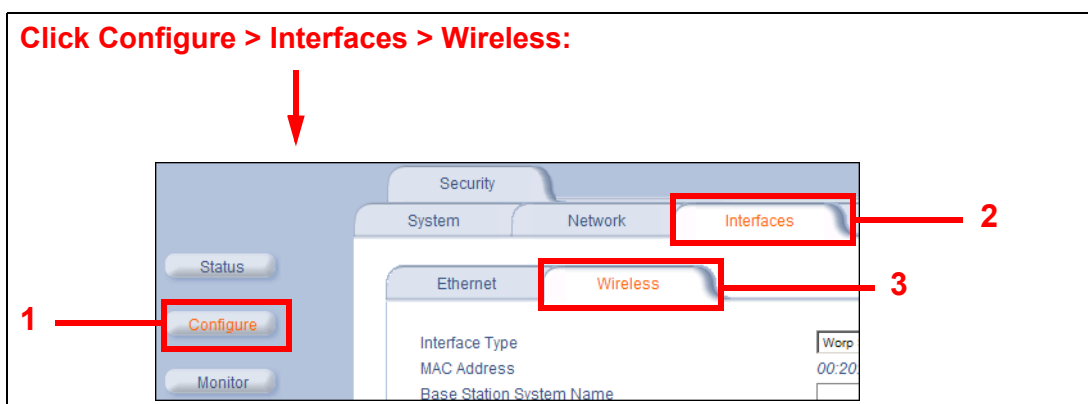 Click Configure > Interfaces > Wireless:
Security
System Network Interfaces 2
Status
Ethernet Wireless 3
1 Configure
Interface Type Worp
MAC Address 00:20
Monitor
Base Station System Name